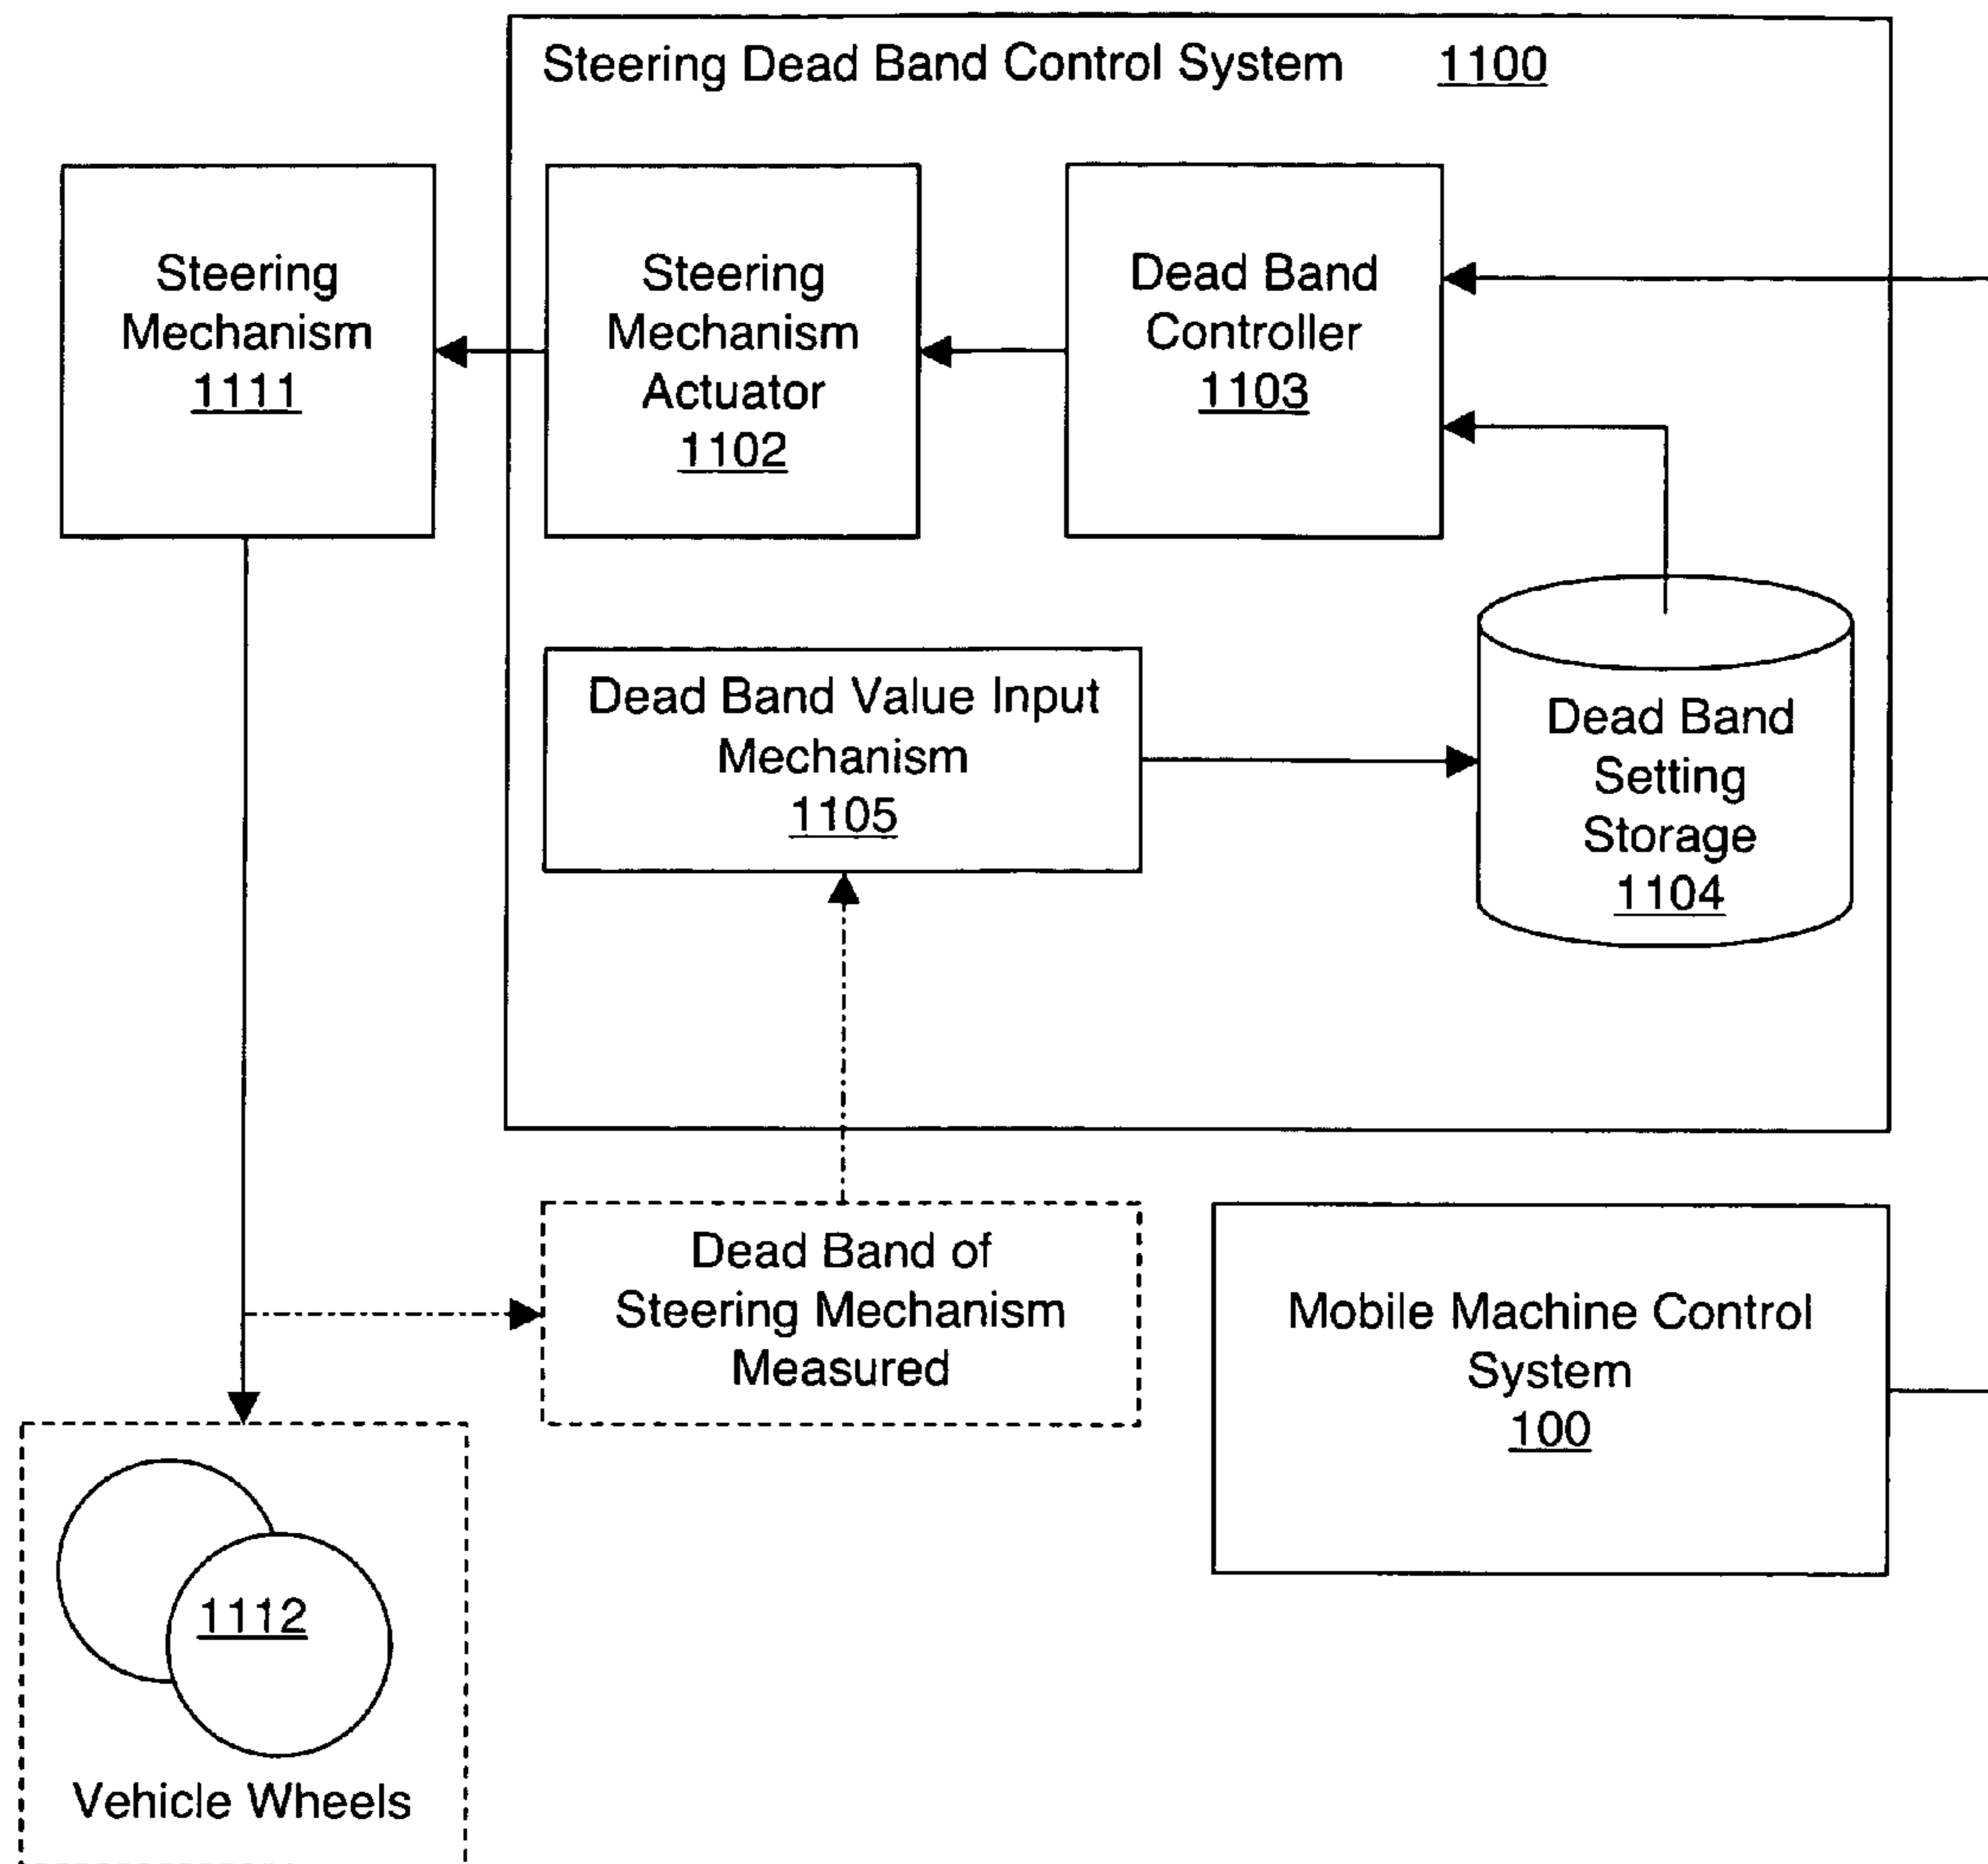 Steering Dead Band Control System 1100
Steering
Mechanism
1111
Steering
Mechanism
Actuator
1102
Dead Band
Controller
1103
Dead Band Value Input
Mechanism
1105
Dead Band
Setting
Storage
1104
Dead Band of
Steering Mechanism
Measured
Mobile Machine Control
System
100
1112
Vehicle Wheels